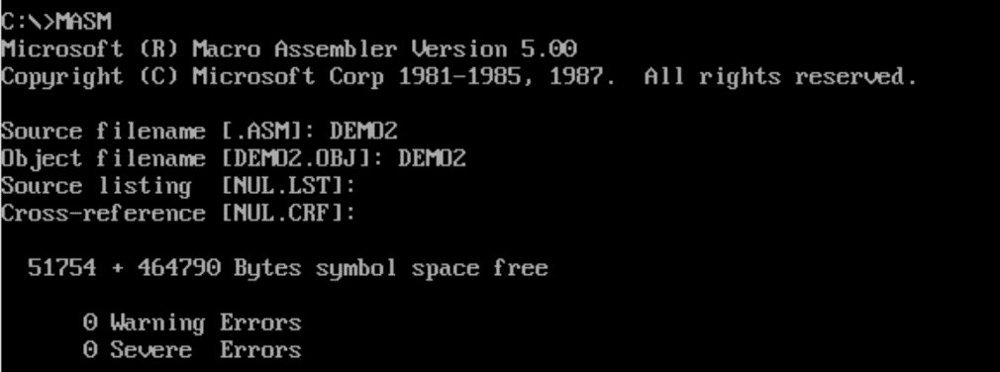 C:\>MASM
Microsoft (R) Macro Assembler Version 5.00
Copyright (C) Microsoft Corp 1981-1985, 1987.  All rights reserved.
Source filename [.ASM]: DEMO2
Object filename [DEMO2.OBJ]: DEMO2
Source listing  [NUL.LST]:
Cross-reference [NUL.CRF]:
51754 + 464790 Bytes symbol space free
0 Warning Errors
0 Severe  Errors